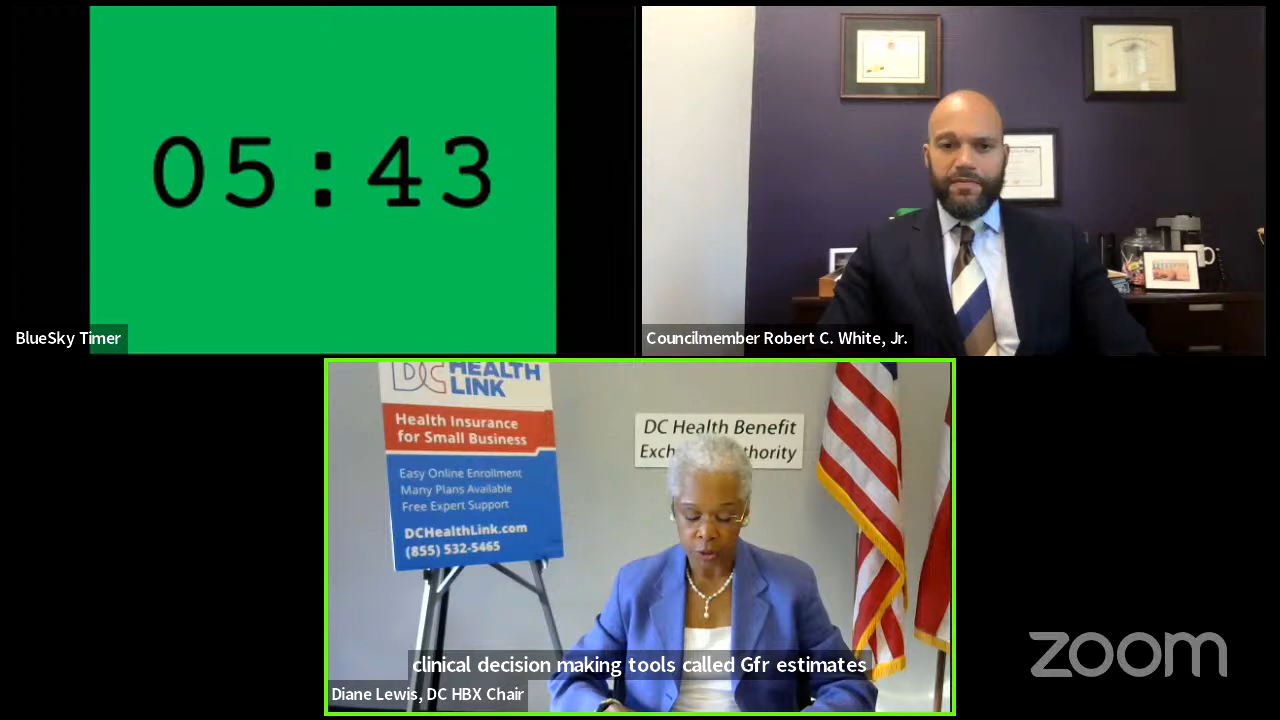 05:43
BlueSky Timer
Councilmember Robert C. White, Jr.
DC HEALTH
LINK
Health Insurance
for Small Business
Easy Online Enrollment
Many Plans Available
Free Expert Support
DCHealthLink.com
(855) 532-5465
DC Health Benefit
Exch thority
clinical decision making tools called Gfr estimates
Diane Lewis, DC HBX Chair
zoom